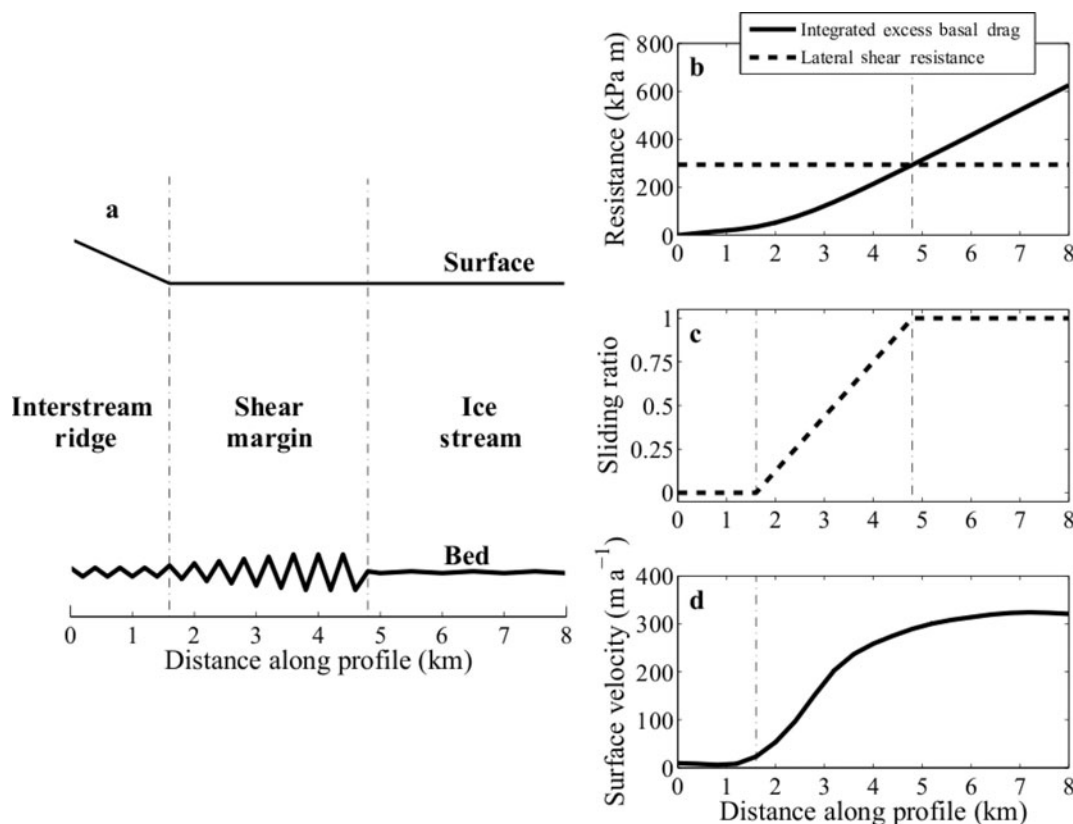 a
Surface
Interstream
ridge
Shear
margin
Ice
stream
Bed
0 1 2 3 4 5 6 7 8
Distance along profile (km)
Integrated excess basal drag
Lateral shear resistance
b
Resistance (kPa m)
800
600
400
200
0
0 1 2 3 4 5 6 7 8
c
Sliding ratio
1
0.75
0.5
0.25
0
0 1 2 3 4 5 6 7 8
d
Surface velocity (m a⁻¹)
400
300
200
100
0
0 1 2 3 4 5 6 7 8
Distance along profile (km)